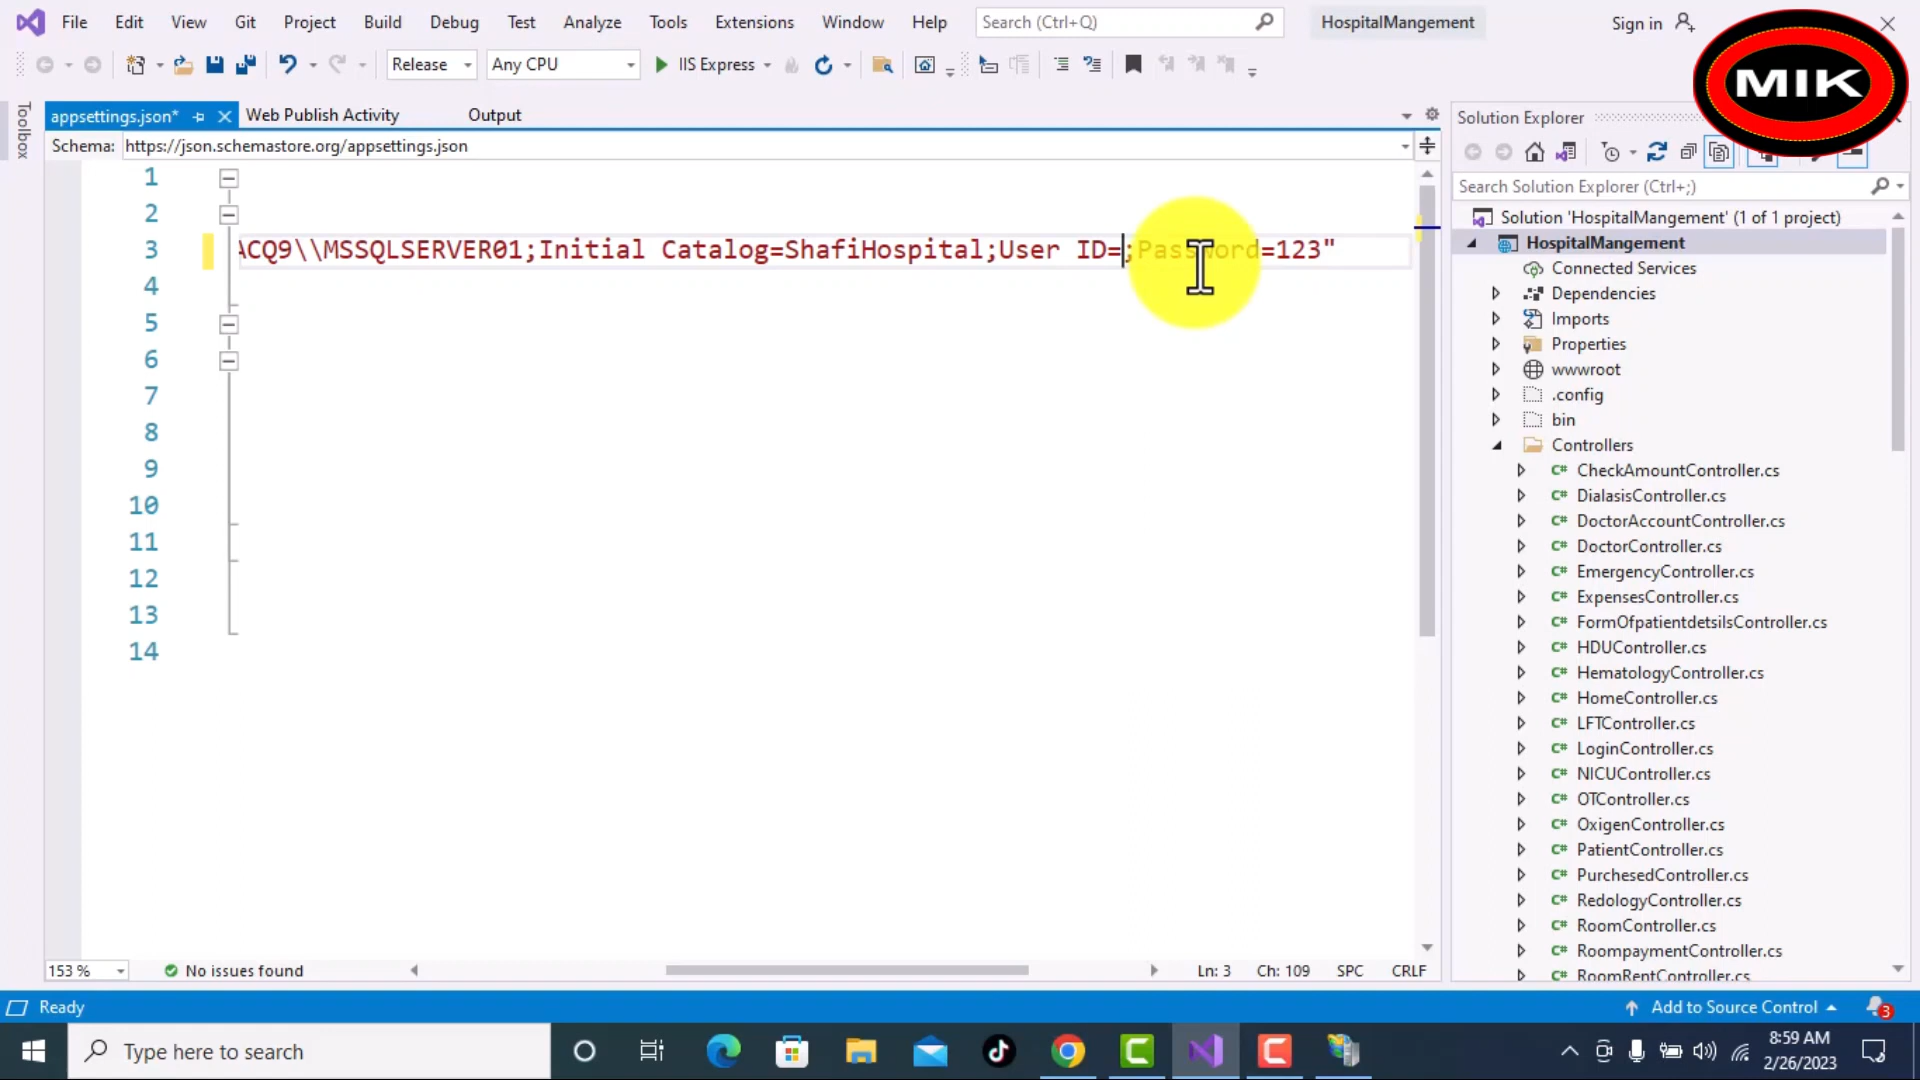 File Edit View Git Project Build Debug Test Analyze Tools Extensions Window Help Search (Ctrl+Q) HospitalMangement Sign in
MIK
Release Any CPU IIS Express
Toolbox
appsettings.json* Web Publish Activity Output
Schema: https://json.schemastore.org/appsettings.json
1
2
3 ACQ9\\MSSQLSERVER01;Initial Catalog=ShafiHospital;User ID=;Password=123"
4
5
6
7
8
9
10
11
12
13
14
153 % No issues found Ln: 3 Ch: 109 SPC CRLF
Solution Explorer
Search Solution Explorer (Ctrl+;)
Solution 'HospitalMangement' (1 of 1 project)
HospitalMangement
Connected Services
Dependencies
Imports
Properties
wwwroot
.config
bin
Controllers
C# CheckAmountController.cs
C# DialasisController.cs
C# DoctorAccountController.cs
C# DoctorController.cs
C# EmergencyController.cs
C# ExpensesController.cs
C# FormOfpatientdetsilsController.cs
C# HDUController.cs
C# HematologyController.cs
C# HomeController.cs
C# LFTController.cs
C# LoginController.cs
C# NICUController.cs
C# OTController.cs
C# OxigenController.cs
C# PatientController.cs
C# PurchesedController.cs
C# RedologyController.cs
C# RoomController.cs
C# RoompaymentController.cs
C# RoomRentController.cs
Ready Add to Source Control 3
Type here to search
8:59 AM
2/26/2023